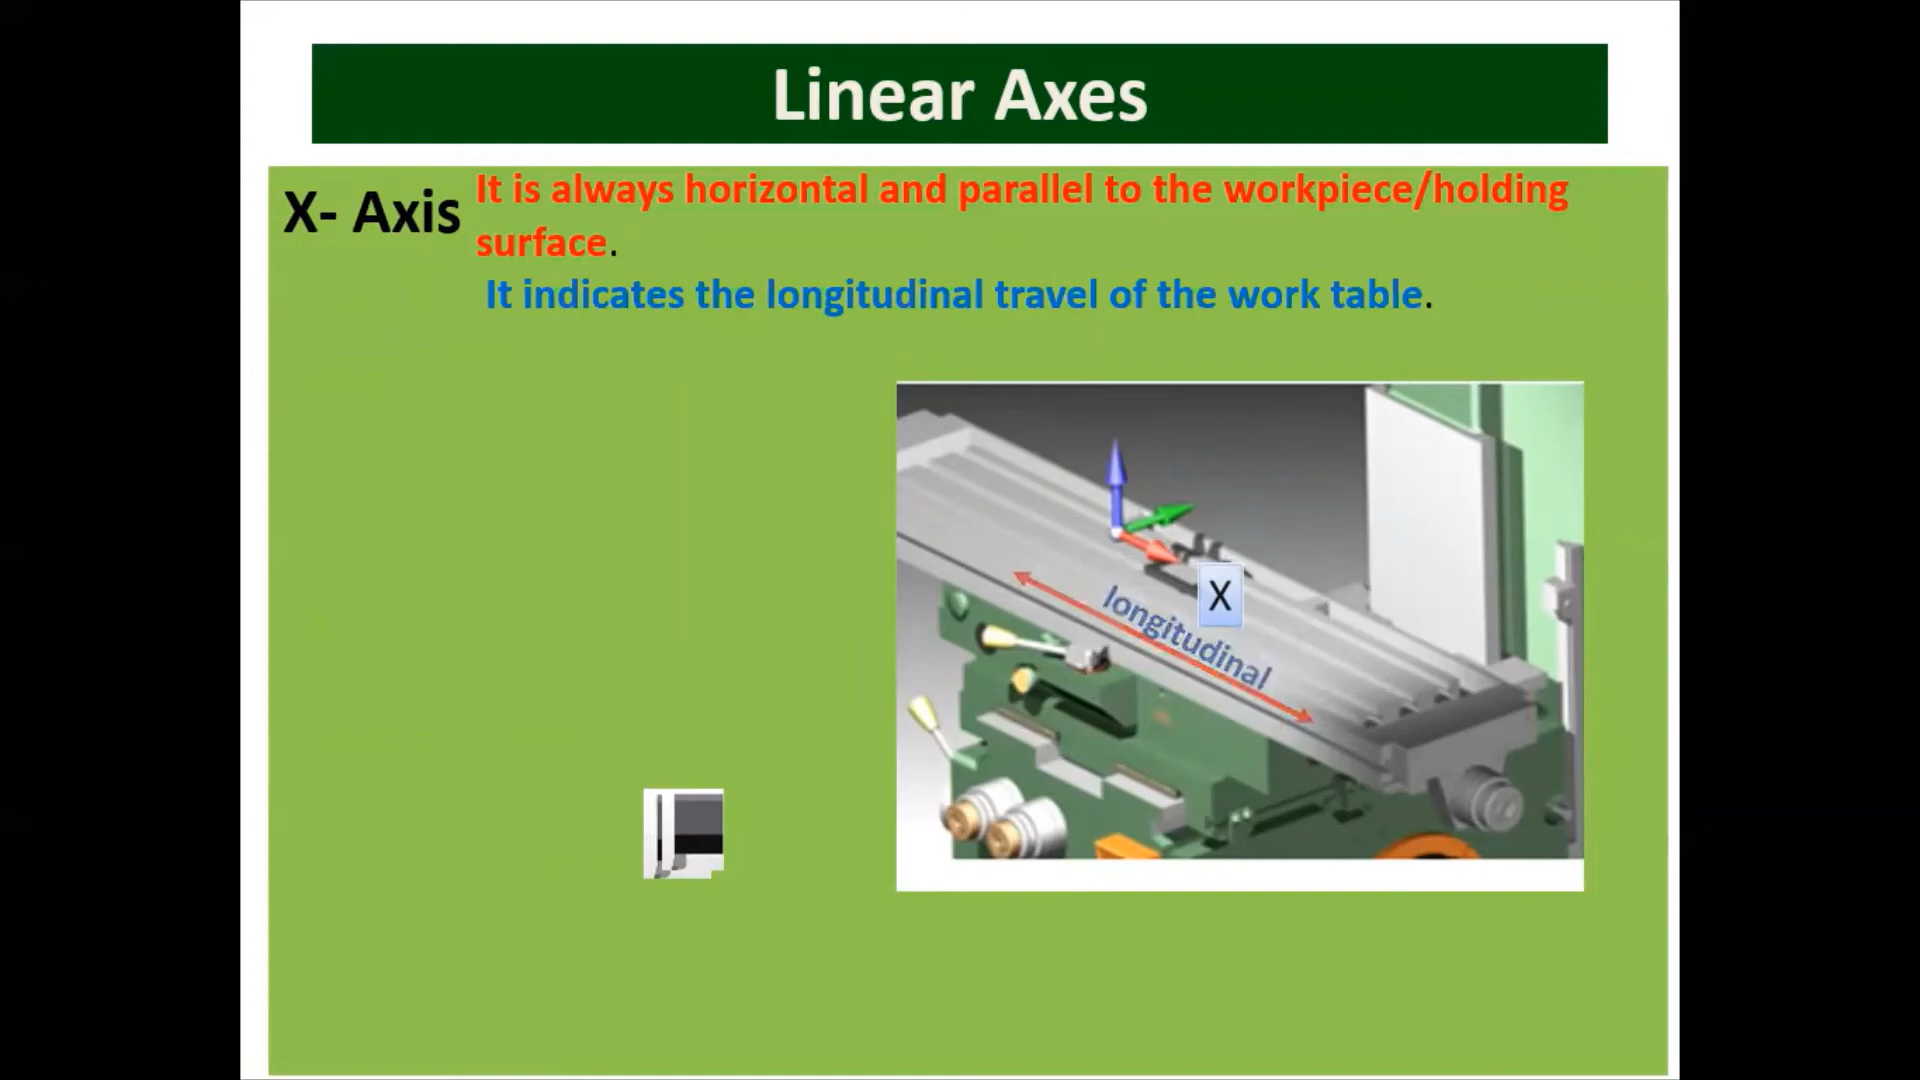 Linear Axes
X- Axis
It is always horizontal and parallel to the workpiece/holding
surface.
It indicates the longitudinal travel of the work table.
X
longitudinal